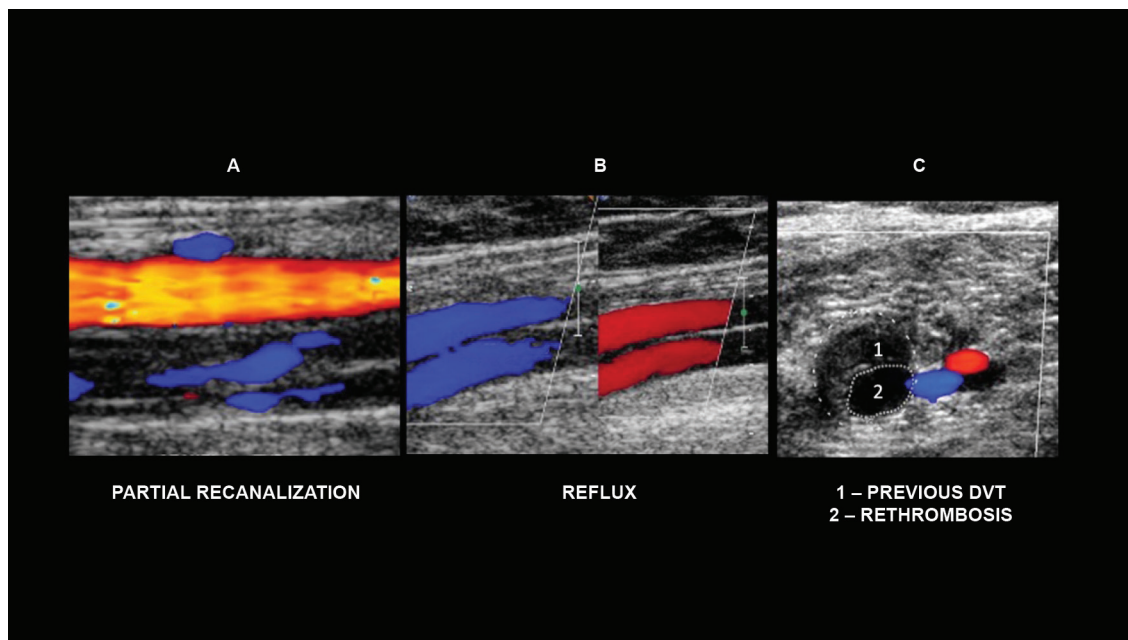 A
B
C
1
2
PARTIAL RECANALIZATION
REFLUX
1 – PREVIOUS DVT
2 – RETHROMBOSIS